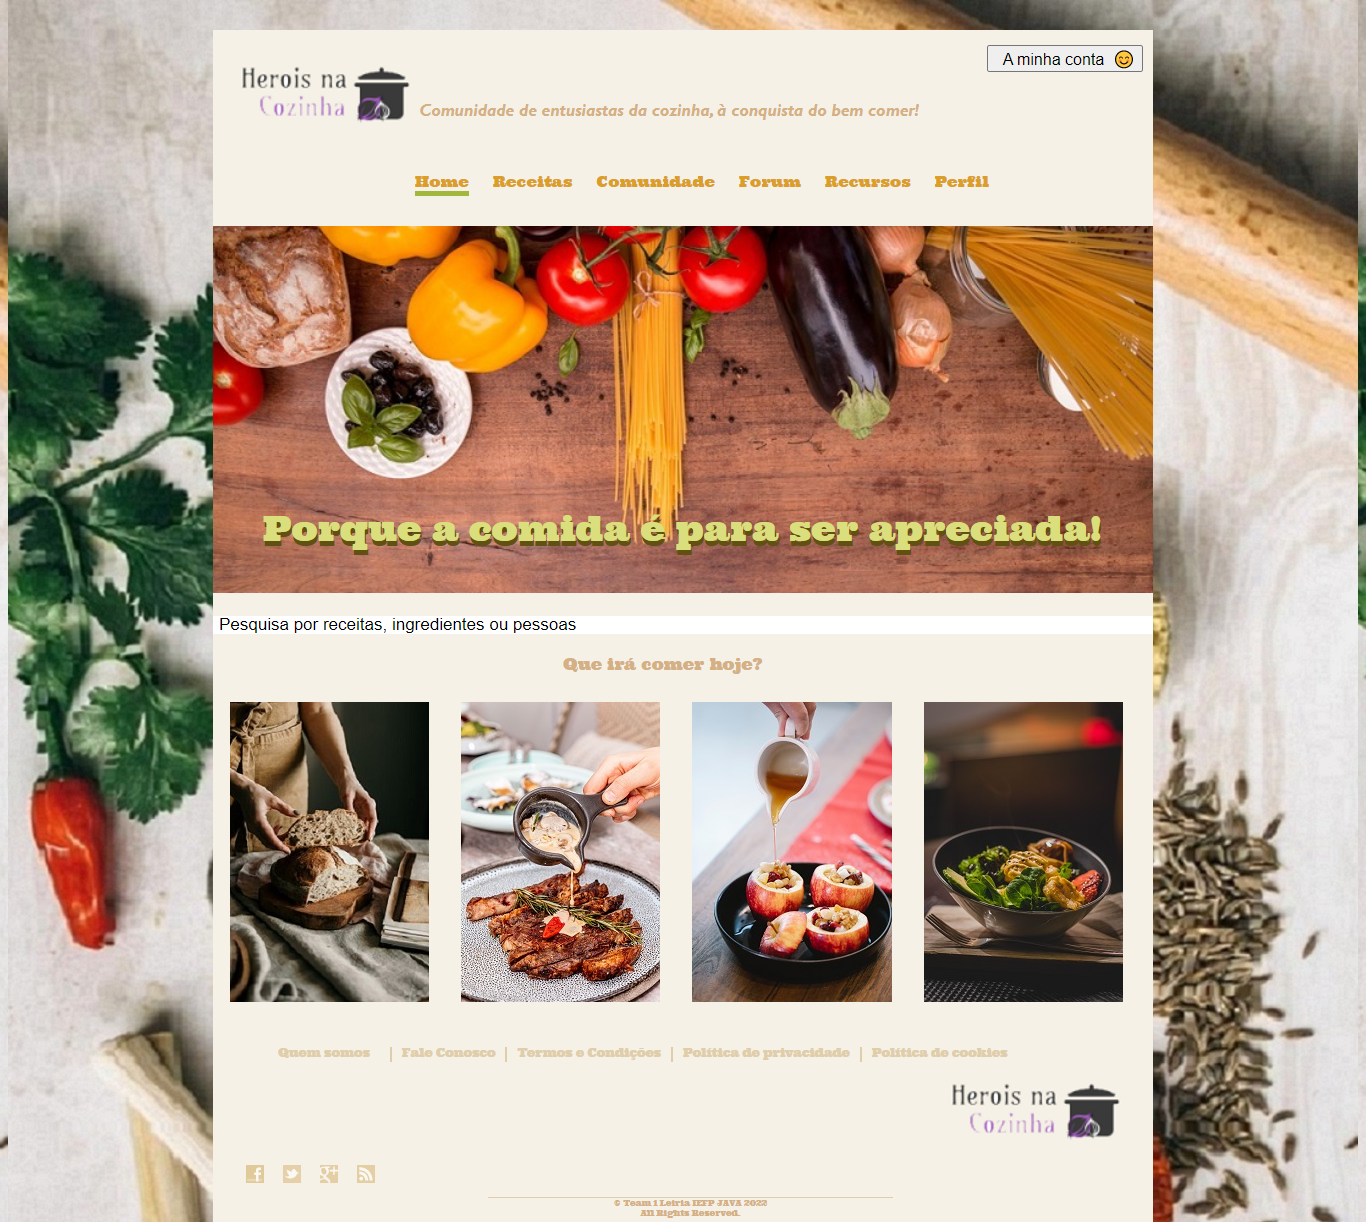 A minha conta
Herois na
Cozinha
Comunidade de entusiastas da cozinha, à conquista do bem comer!
Home Receitas Comunidade Forum Recursos Perfil
Porque a comida é para ser apreciada!
Pesquisa por receitas, ingredientes ou pessoas
Que irá comer hoje?
Quem somos | Fale Conosco | Termos e Condições | Política de privacidade | Política de cookies
Herois na
Cozinha
© Team 1 Leiria IEFP JAVA 2022
All Rights Reserved.